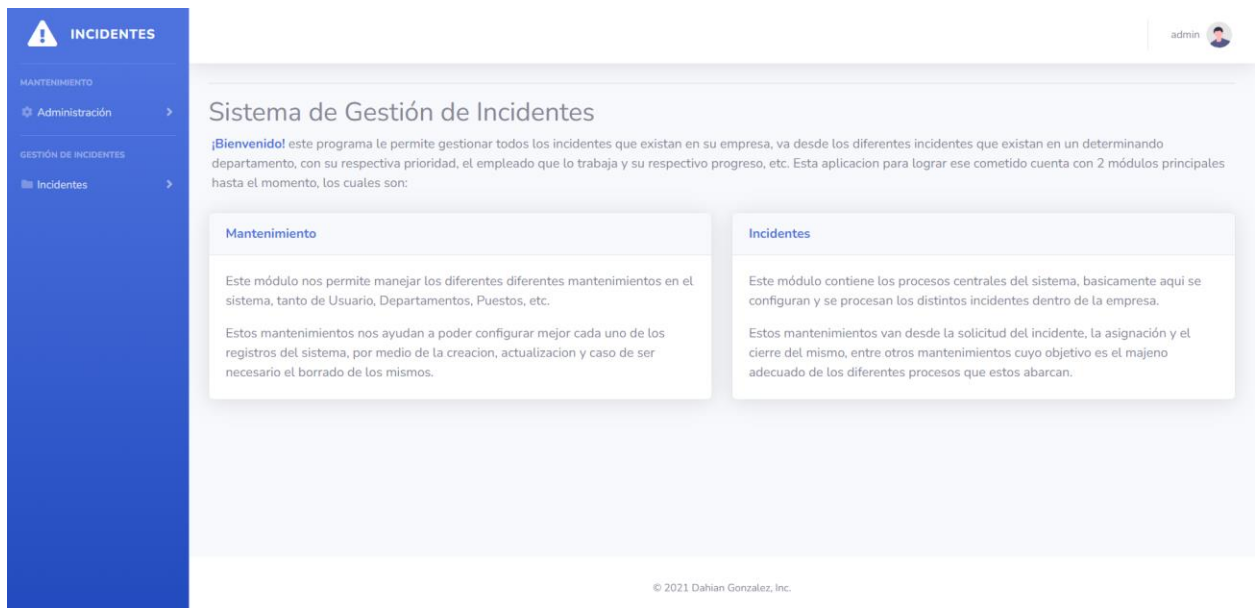 INCIDENTES
admin
MANTENIMIENTO
Administración
GESTIÓN DE INCIDENTES
Incidentes
Sistema de Gestión de Incidentes
¡Bienvenido! este programa le permite gestionar todos los incidentes que existan en su empresa, va desde los diferentes incidentes que existan en un determinando
departamento, con su respectiva prioridad, el empleado que lo trabaja y su respectivo progreso, etc. Esta aplicacion para lograr ese cometido cuenta con 2 módulos principales
hasta el momento, los cuales son:
Mantenimiento
Este módulo nos permite manejar los diferentes diferentes mantenimientos en el
sistema, tanto de Usuario, Departamentos, Puestos, etc.
Estos mantenimientos nos ayudan a poder configurar mejor cada uno de los
registros del sistema, por medio de la creacion, actualizacion y caso de ser
necesario el borrado de los mismos.
Incidentes
Este módulo contiene los procesos centrales del sistema, basicamente aqui se
configuran y se procesan los distintos incidentes dentro de la empresa.
Estos mantenimientos van desde la solicitud del incidente, la asignación y el
cierre del mismo, entre otros mantenimientos cuyo objetivo es el majeno
adecuado de los diferentes procesos que estos abarcan.
© 2021 Dahian Gonzalez, Inc.